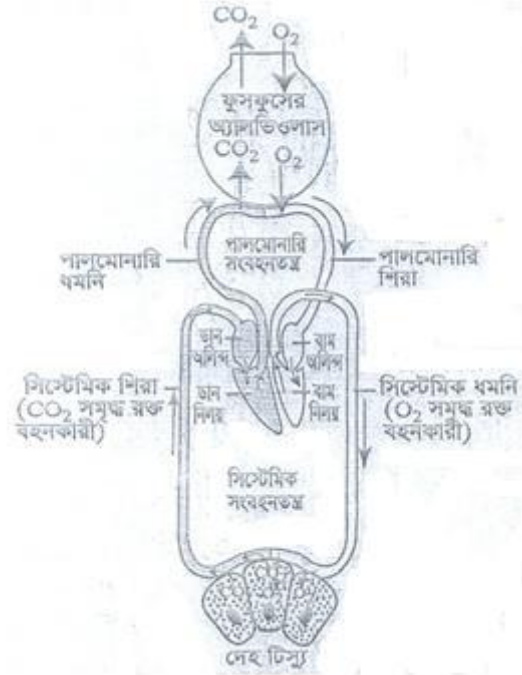 CO2
O2
ফুসফুসের
অ্যালভিওলাস
CO2
O2
পালমোনারি
সংবহনতন্ত্র
পালমোনারি
ধমনি
পালমোনারি
শিরা
ডান
অলিন্দ
বাম
অলিন্দ
ডান
নিলয়
বাম
নিলয়
সিস্টেমিক শিরা
(CO2 সমৃদ্ধ রক্ত
বহনকারী)
সিস্টেমিক ধমনি
(O2 সমৃদ্ধ রক্ত
বহনকারী)
সিস্টেমিক
সংবহনতন্ত্র
দেহ টিস্যু